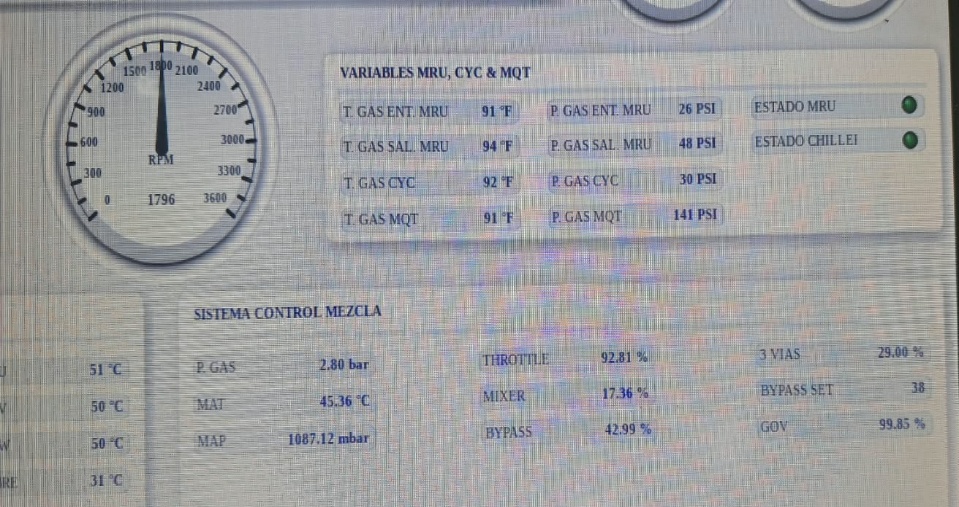 1500 1800 2100
1200 2400
900 2700
600 3000
RPM
300 3300
0 1796 3600
VARIABLES MRU, CYC & MQT
T. GAS ENT. MRU 91 °F P. GAS ENT. MRU 26 PSI ESTADO MRU
T. GAS SAL. MRU 94 °F P. GAS SAL. MRU 48 PSI ESTADO CHILLE
T. GAS CYC 92 °F P. GAS CYC 30 PSI
T. GAS MQT 91 °F P. GAS MQT 141 PSI
SISTEMA CONTROL MEZCLA
51 °C P. GAS 2.80 bar THROTTLE 92.81 % 3 VIAS 29.00 %
50 °C MAT 45.36 °C MIXER 17.36 % BYPASS SET 38
50 °C MAP 1087.12 mbar BYPASS 42.99 % GOV 99.85 %
RE 31 °C